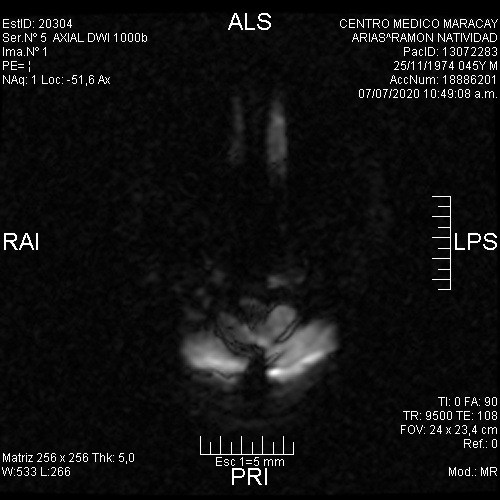 EstID: 20304
Ser.Nº 5 AXIAL DWI 1000b
Ima.Nº 1
PE= ¦
NAq: 1 Loc: -51,6 Ax
ALS
CENTRO MEDICO MARACAY
ARIAS^RAMON NATIVIDAD
PacID: 13072283
25/11/1974 045Y M
AccNum: 18886201
07/07/2020 10:49:08 a.m.
RAI
LPS
TI: 0 FA: 90
TR: 9500 TE: 108
FOV: 24 x 23,4 cm
Ref.: 0
Matriz 256 x 256 Thk: 5,0
W:533 L:266
Esc 1=5 mm
PRI
Mod.: MR